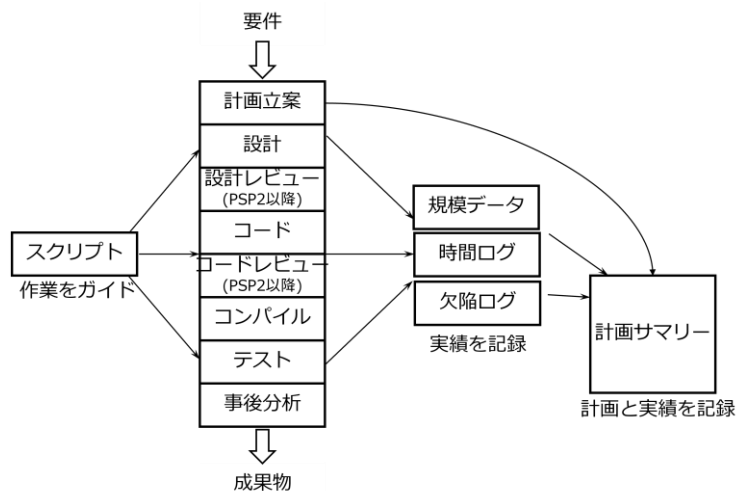 要件
計画立案
設計
設計レビュー
(PSP2以降)
コード
コードレビュー
(PSP2以降)
コンパイル
テスト
事後分析
成果物
スクリプト
作業をガイド
規模データ
時間ログ
欠陥ログ
実績を記録
計画サマリー
計画と実績を記録